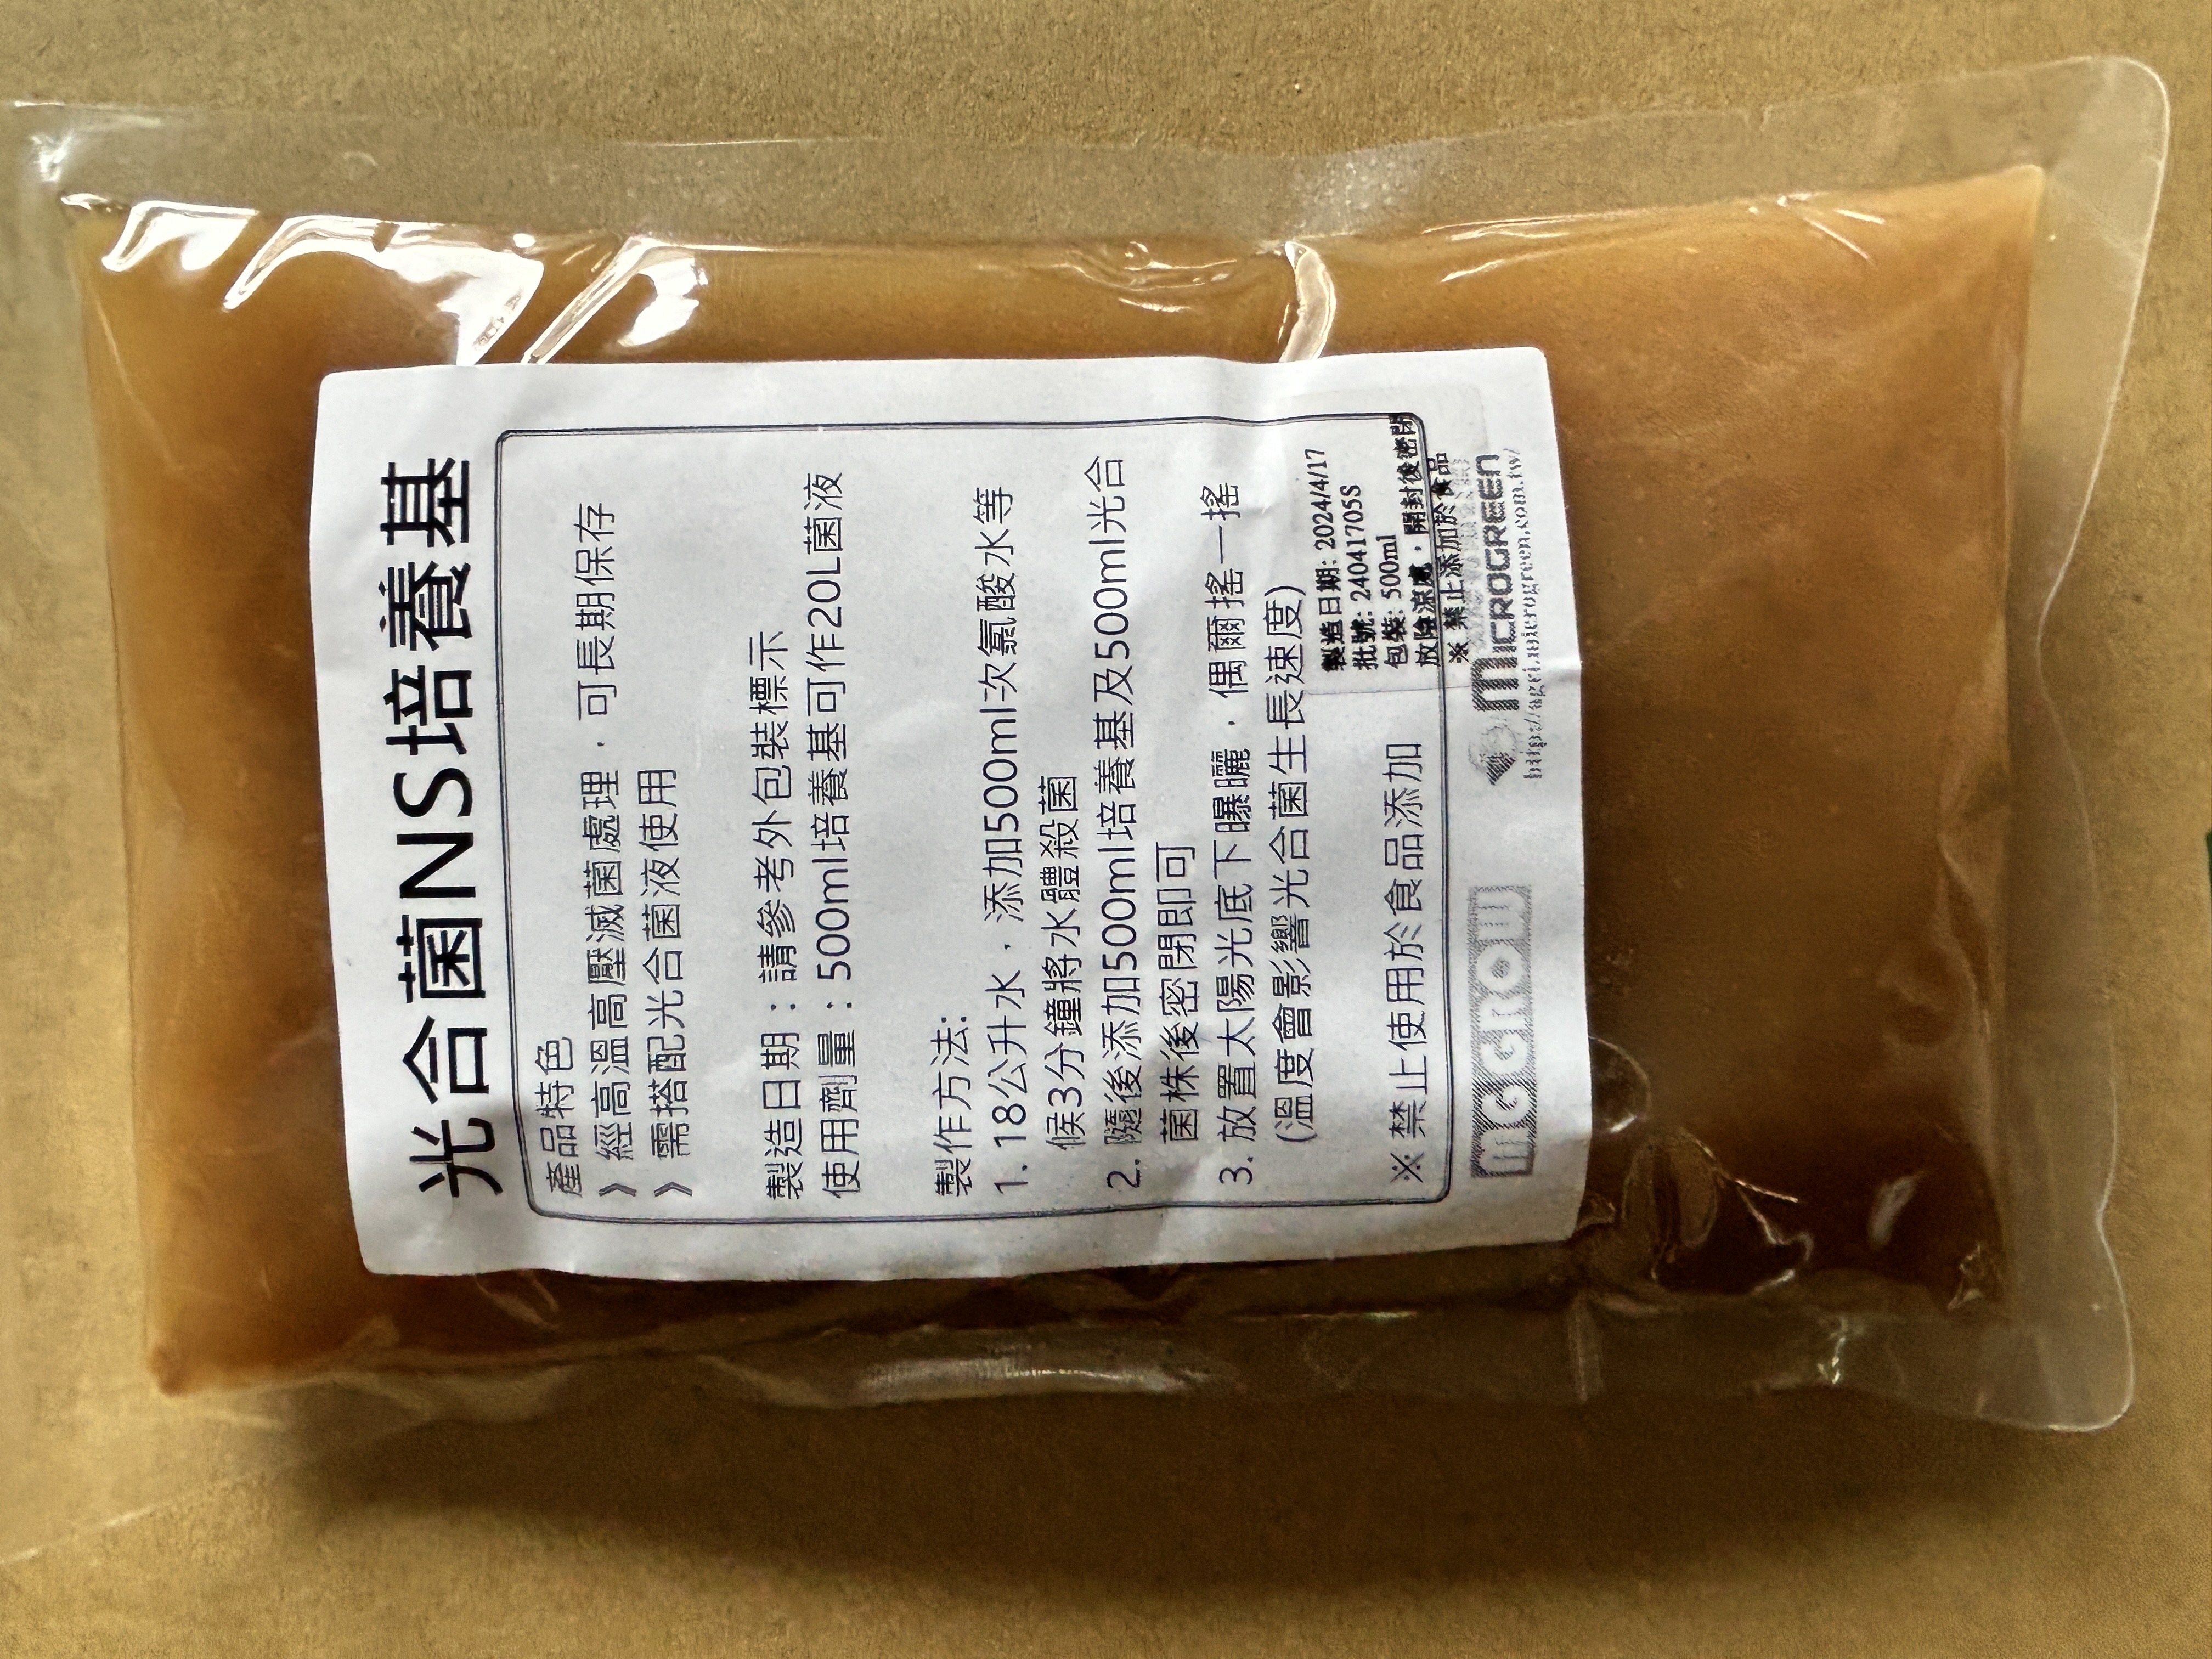 光合菌NS培養基
產品特色
》 經高溫高壓滅菌處理，可長期保存
》 需搭配光合菌液使用
製造日期：請參考外包裝標示
使用劑量：500ml培養基可作20L菌液
製作方法:
1. 18公升水，添加500ml次氯酸水等
候3分鐘將水體殺菌
2. 隨後添加500ml培養基及500ml光合
菌株後密閉即可
3. 放置太陽光底下曝曬，偶爾搖一搖
(溫度會影響光合菌生長速度)
※ 禁止使用於食品添加
製造日期: 2024/4/17
批號: 24041705S
包裝: 500ml
放陰涼處，開封後密閉
※ 禁止添加於食品
MICROGREEN
http://agri.microgreen.com.tw/